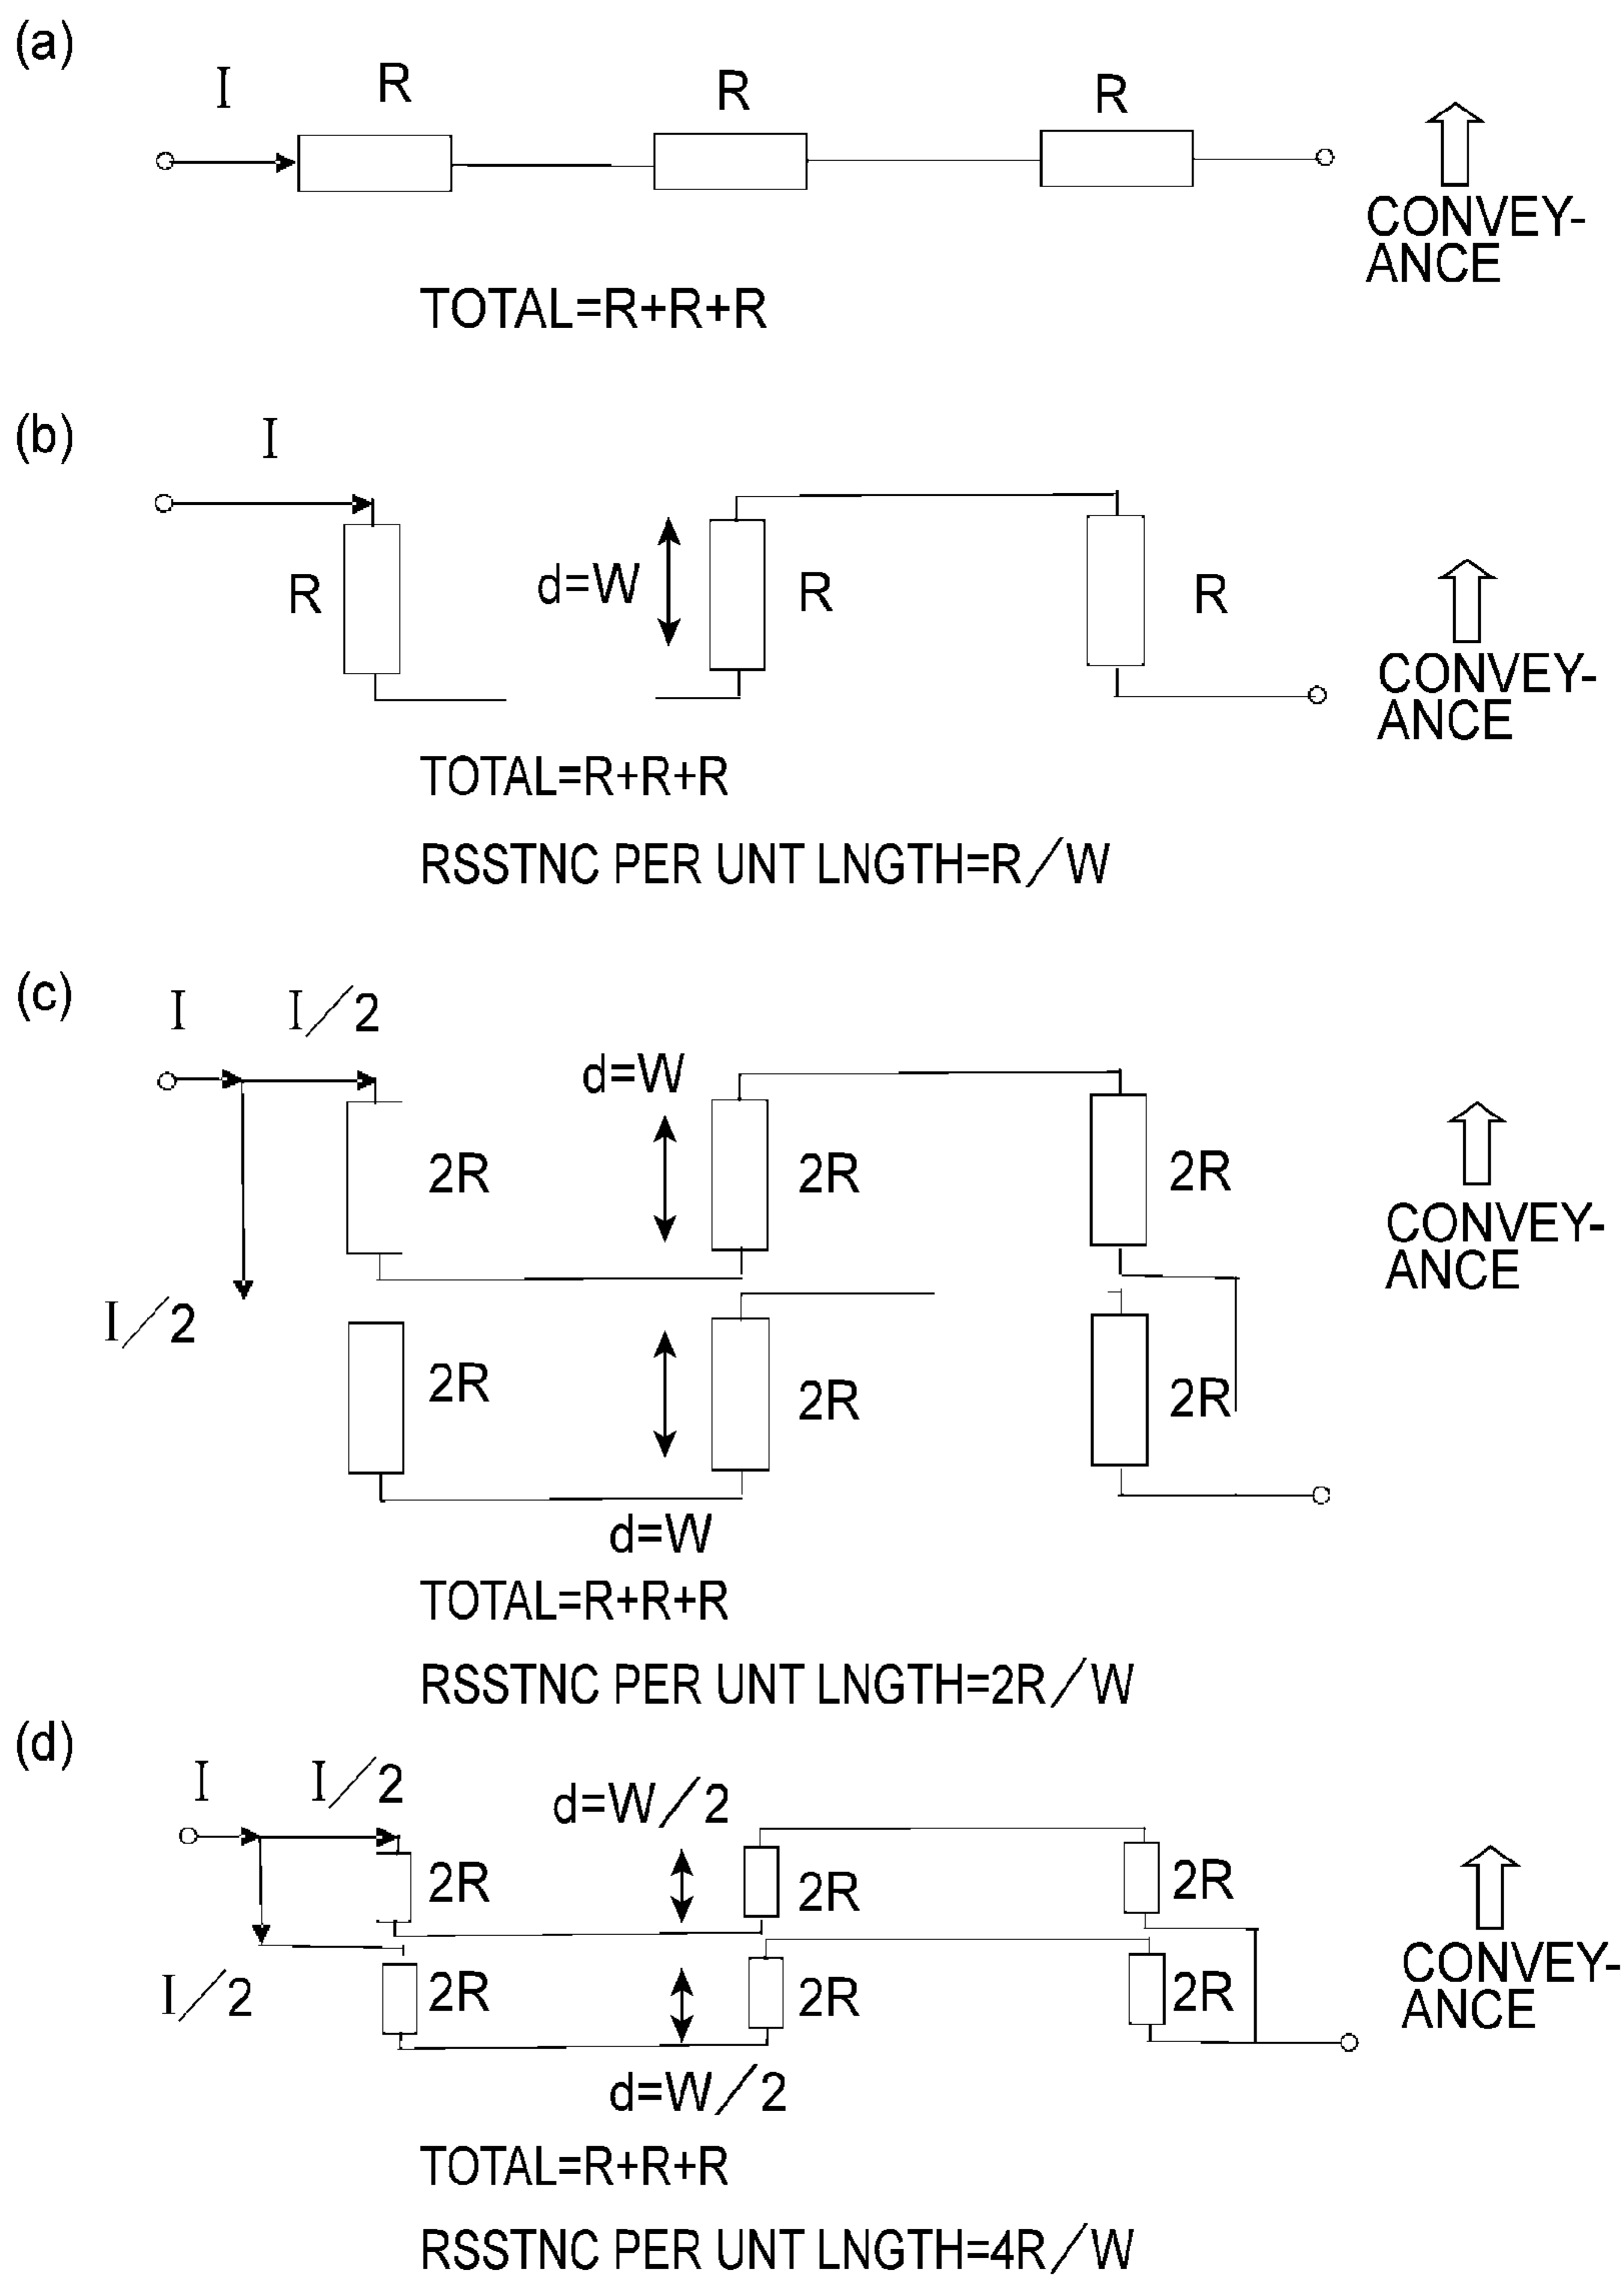 (a)
I
R
R
R
CONVEY-
ANCE
TOTAL=R+R+R
(b)
I
R
d=W
R
R
CONVEY-
ANCE
TOTAL=R+R+R
RSSTNC PER UNT LNGTH=R/W
(c)
I
I/2
d=W
2R
2R
2R
CONVEY-
ANCE
I/2
2R
2R
2R
d=W
TOTAL=R+R+R
RSSTNC PER UNT LNGTH=2R/W
(d)
I
I/2
d=W/2
2R
2R
2R
CONVEY-
ANCE
I/2
2R
2R
2R
d=W/2
TOTAL=R+R+R
RSSTNC PER UNT LNGTH=4R/W